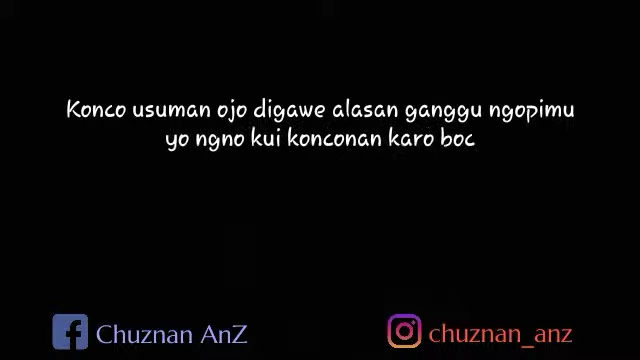 Konco usuman ojo digawe alasan ganggu ngopimu
yo ngno kui konconan karo boc
Chuznan AnZ
chuznan_anz